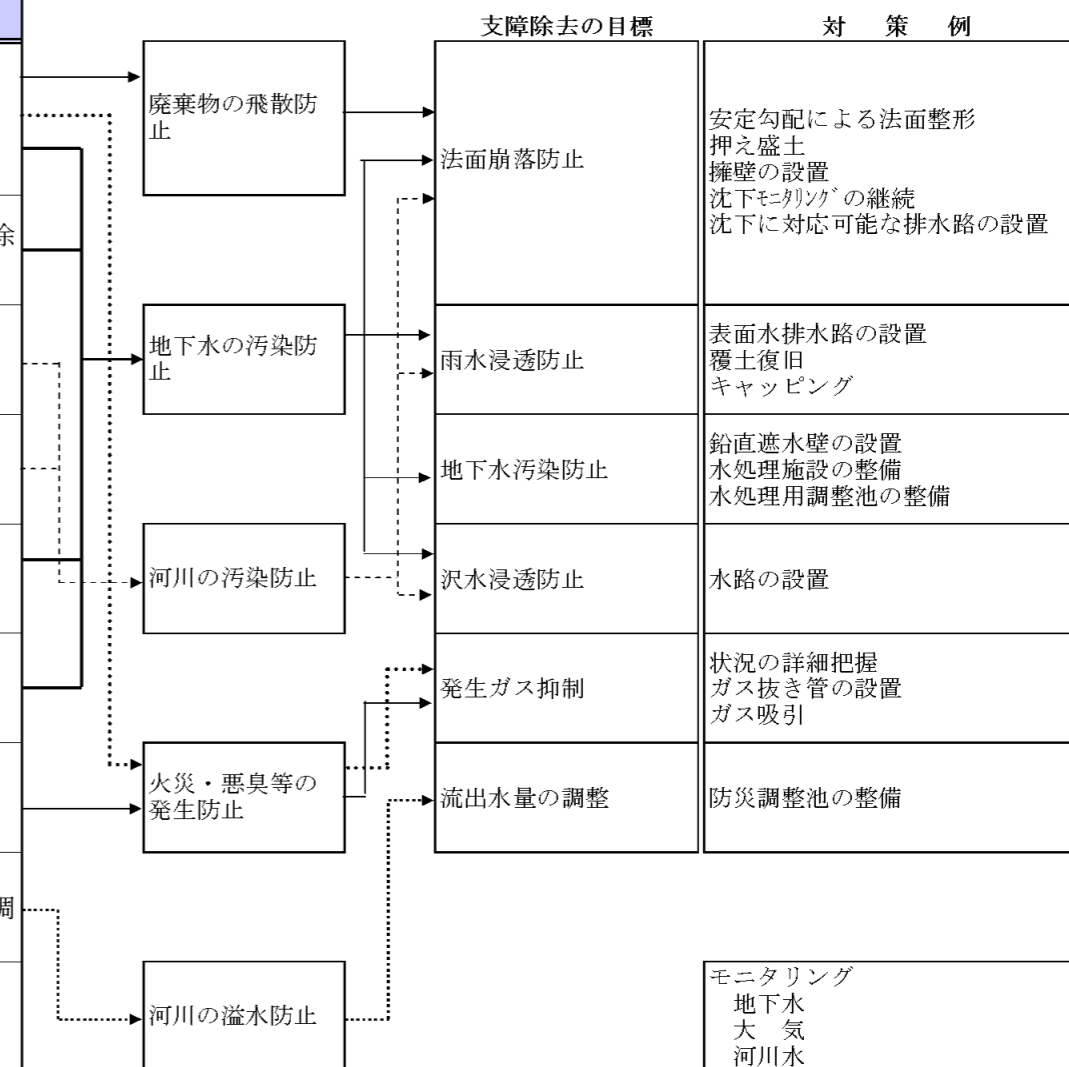 支障除去の目標
対　策　例
廃棄物の飛散防
止
法面崩落防止
安定勾配による法面整形
押え盛土
擁壁の設置
沈下ﾓﾆﾀﾘﾝｸﾞの継続
沈下に対応可能な排水路の設置
余
地下水の汚染防
止
雨水浸透防止
表面水排水路の設置
覆土復旧
キャッピング
地下水汚染防止
鉛直遮水壁の設置
水処理施設の整備
水処理用調整池の整備
河川の汚染防止
沢水浸透防止
水路の設置
発生ガス抑制
状況の詳細把握
ガス抜き管の設置
ガス吸引
火災・悪臭等の
発生防止
流出水量の調整
防災調整池の整備
調
河川の溢水防止
モニタリング
　地下水
　大　気
　河川水